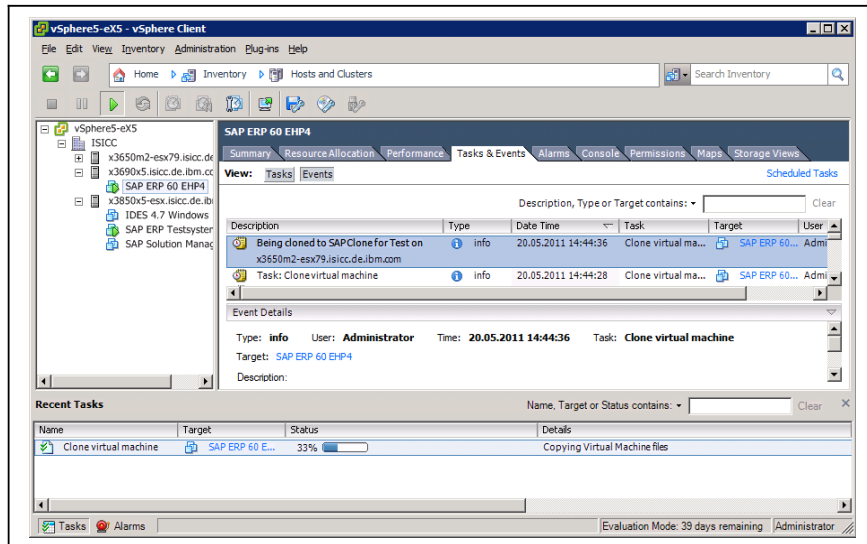 vSphere5-eX5 - vSphere Client
File Edit View Inventory Administration Plug-ins Help
Home Inventory Hosts and Clusters Search Inventory
vSphere5-eX5
ISICC
x3650m2-esx79.isicc.de
x3690x5.isicc.de.ibm.cc
SAP ERP 60 EHP4
x3850x5-esx.isicc.de.ib
IDES 4.7 Windows
SAP ERP Testsyster
SAP Solution Manag
SAP ERP 60 EHP4
Summary Resource Allocation Performance Tasks & Events Alarms Console Permissions Maps Storage Views
View: Tasks Events Scheduled Tasks
Description, Type or Target contains: Clear
Description Type Date Time Task Target User
Being cloned to SAPClone for Test on info 20.05.2011 14:44:36 Clone virtual ma... SAP ERP 60... Admi
x3650m2-esx79.isicc.de.ibm.com
Task: Clone virtual machine info 20.05.2011 14:44:28 Clone virtual ma... SAP ERP 60... Admi
Event Details
Type: info User: Administrator Time: 20.05.2011 14:44:36 Task: Clone virtual machine
Target: SAP ERP 60 EHP4
Description:
Recent Tasks Name, Target or Status contains: Clear
Name Target Status Details
Clone virtual machine SAP ERP 60 E... 33% Copying Virtual Machine files
Tasks Alarms Evaluation Mode: 39 days remaining Administrator